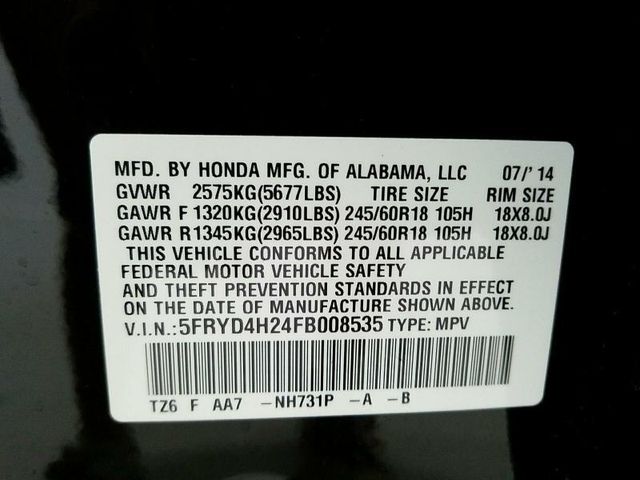 MFD. BY HONDA MFG. OF ALABAMA, LLC 07/' 14
GVWR 2575KG(5677LBS) TIRE SIZE RIM SIZE
GAWR F 1320KG(2910LBS) 245/60R18 105H 18X8.0J
GAWR R 1345KG(2965LBS) 245/60R18 105H 18X8.0J
THIS VEHICLE CONFORMS TO ALL APPLICABLE
FEDERAL MOTOR VEHICLE SAFETY
AND THEFT PREVENTION STANDARDS IN EFFECT
ON THE DATE OF MANUFACTURE SHOWN ABOVE.
V.I.N.:5FRYD4H24FB008535 TYPE: MPV
TZ6 F AA7 -NH731P -A -B